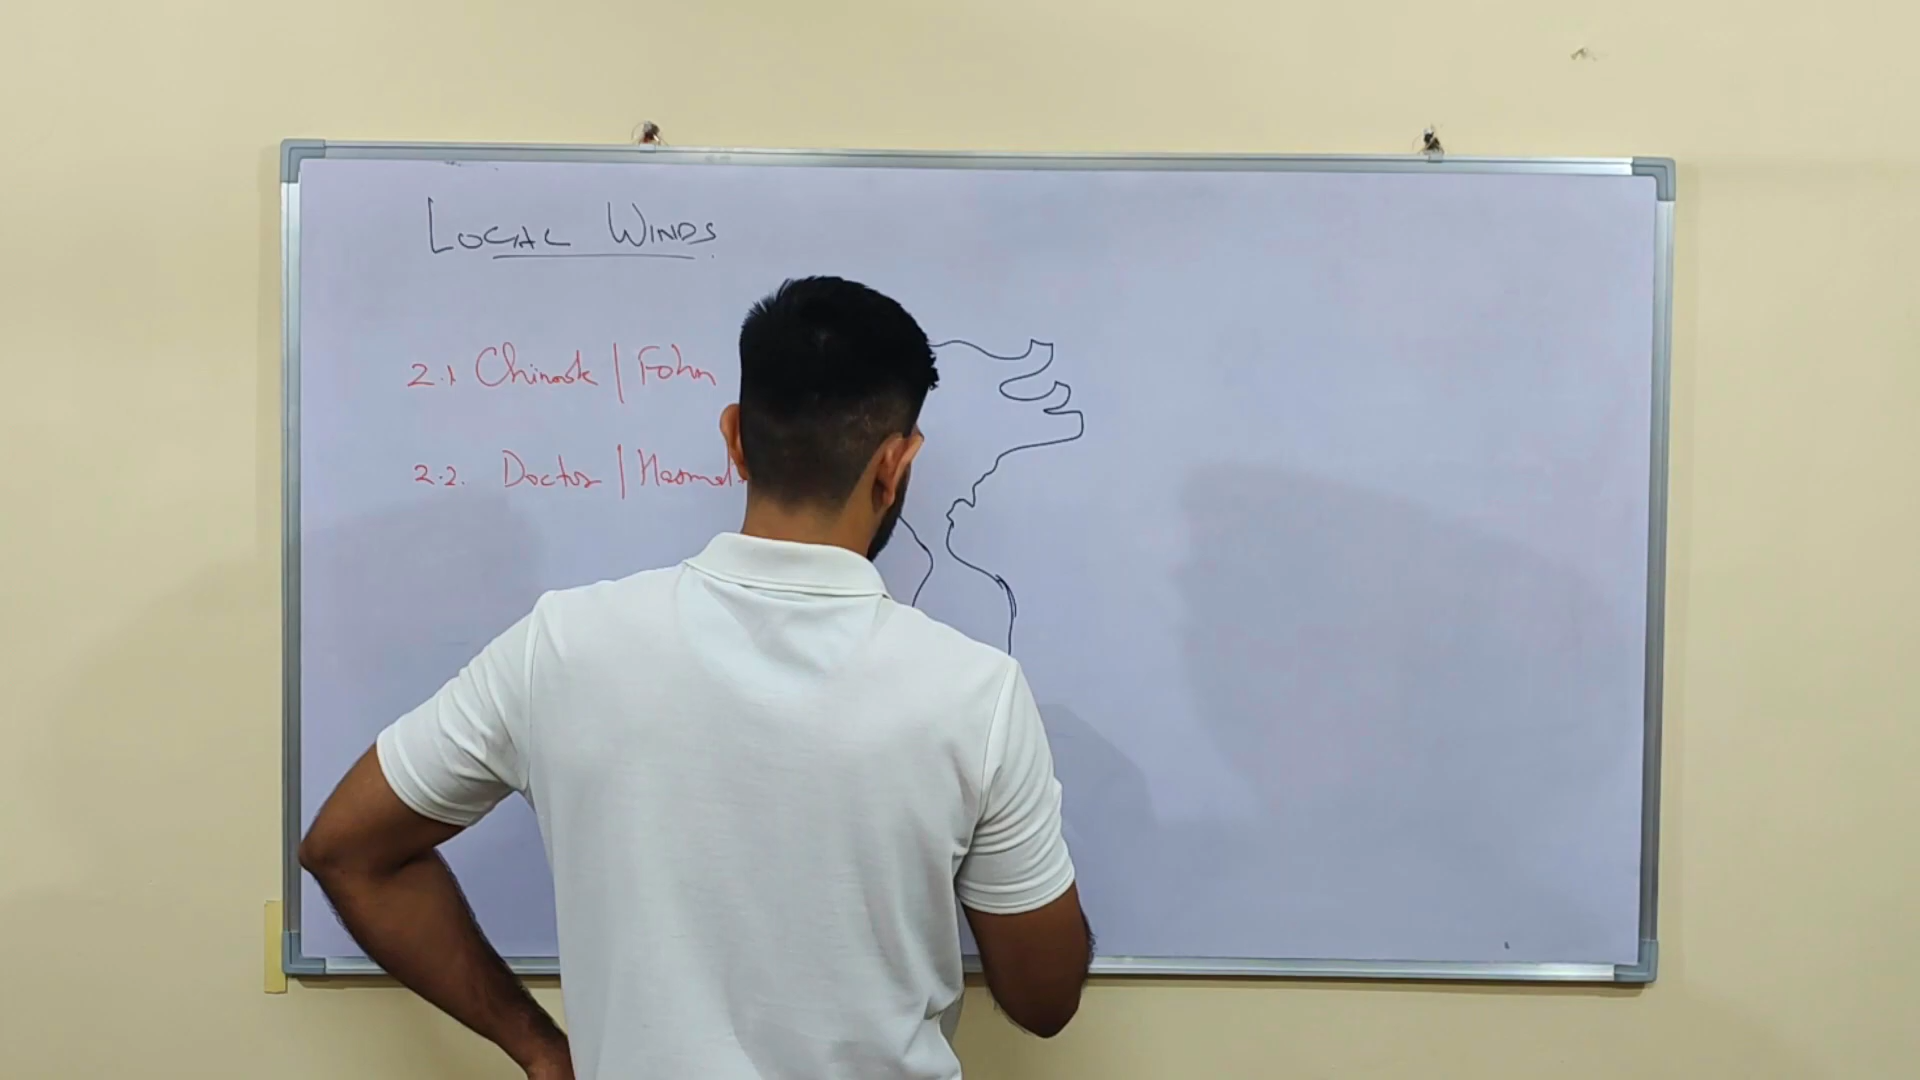 LOCAL WINDS
2.1 Chinook | Fohn
2.2. Doctor |